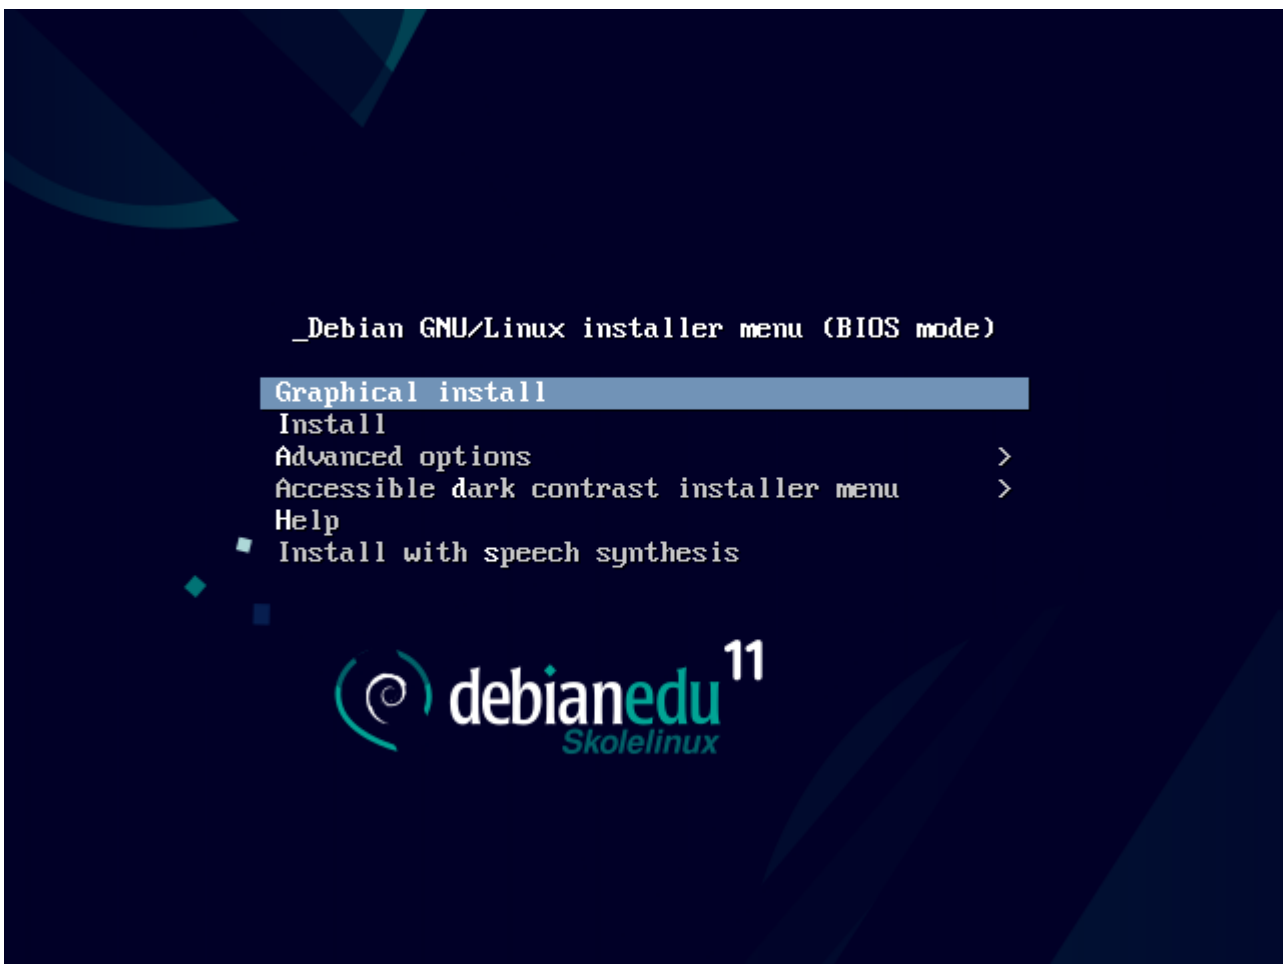 _Debian GNU/Linux installer menu (BIOS mode)
Graphical install
Install
Advanced options >
Accessible dark contrast installer menu >
Help
Install with speech synthesis
debianedu 11
Skolelinux